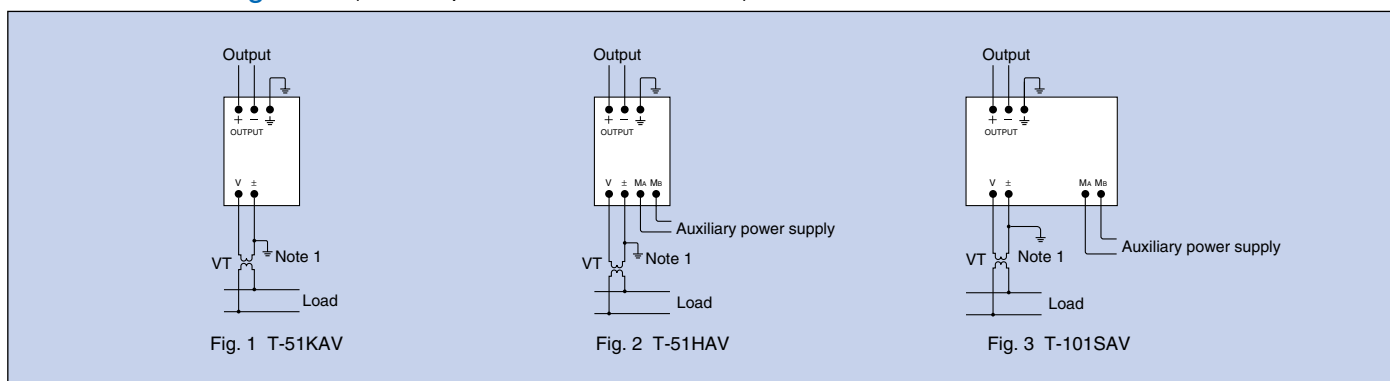 Output
+ −
OUTPUT
V ±
VT
Note 1
Load
Fig. 1 T-51KAV
Output
+ −
OUTPUT
V ± MA MB
Auxiliary power supply
VT
Note 1
Load
Fig. 2 T-51HAV
Output
+ −
OUTPUT
V ± MA MB
Auxiliary power supply
VT
Note 1
Load
Fig. 3 T-101SAV